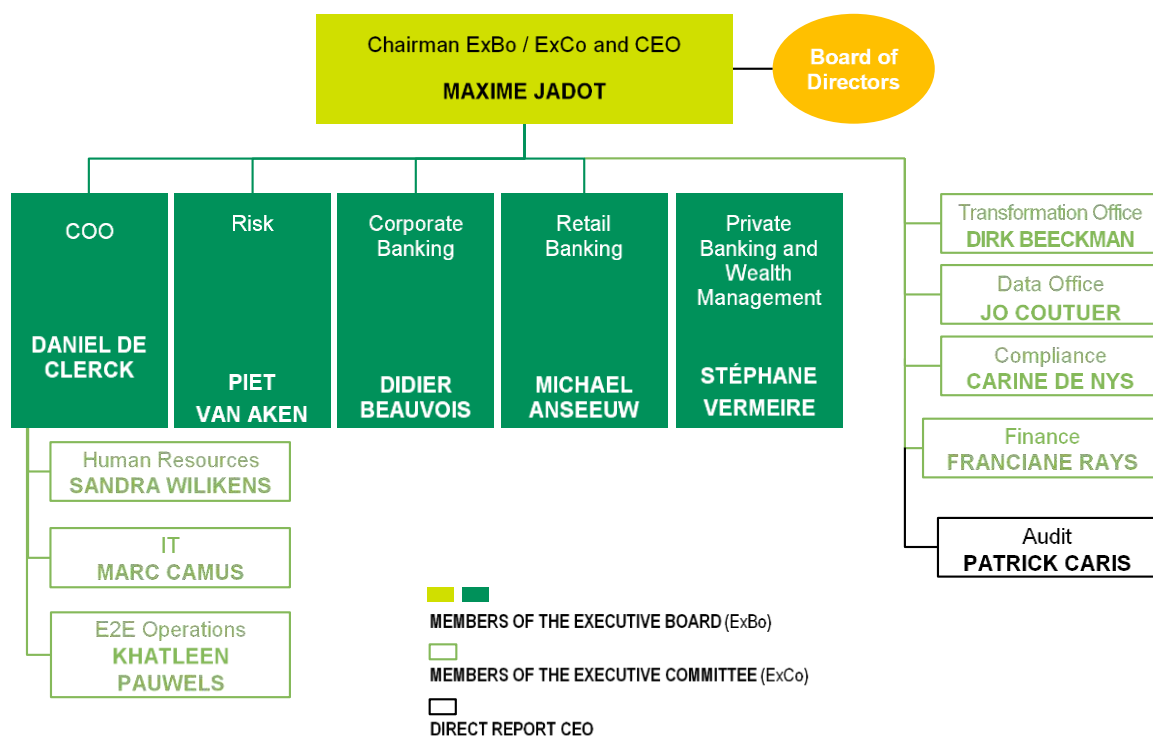 Chairman ExBo / ExCo and CEO
MAXIME JADOT
Board of
Directors
COO
DANIEL DE
CLERCK
Risk
PIET
VAN AKEN
Corporate
Banking
DIDIER
BEAUVOIS
Retail
Banking
MICHAEL
ANSEEUW
Private
Banking and
Wealth
Management
STÉPHANE
VERMEIRE
Transformation Office
DIRK BEECKMAN
Data Office
JO COUTUER
Compliance
CARINE DE NYS
Finance
FRANCIANE RAYS
Audit
PATRICK CARIS
Human Resources
SANDRA WILIKENS
IT
MARC CAMUS
E2E Operations
KHATLEEN
PAUWELS
MEMBERS OF THE EXECUTIVE BOARD (ExBo)
MEMBERS OF THE EXECUTIVE COMMITTEE (ExCo)
DIRECT REPORT CEO